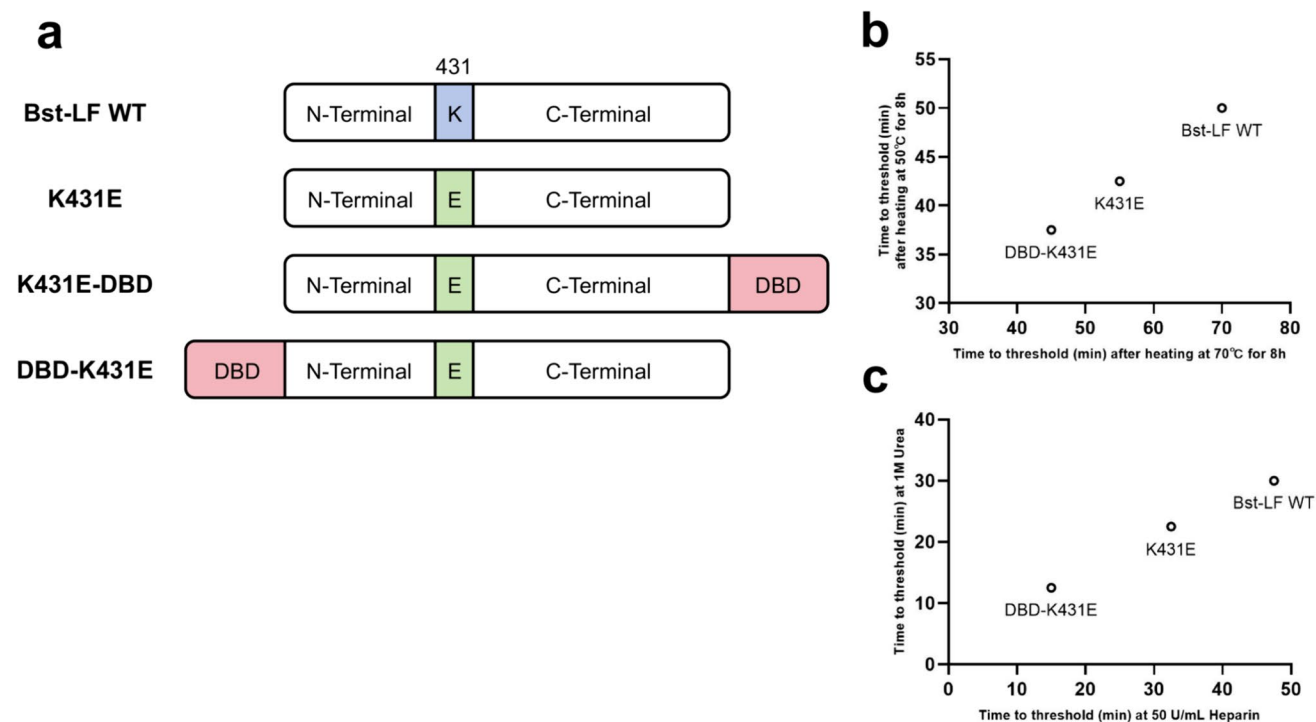 a
431
Bst-LF WT
N-Terminal
K
C-Terminal
K431E
N-Terminal
E
C-Terminal
K431E-DBD
N-Terminal
E
C-Terminal
DBD
DBD-K431E
DBD
N-Terminal
E
C-Terminal
b
Time to threshold (min)
after heating at 50℃ for 8h
55
50
45
40
35
30
Bst-LF WT
K431E
DBD-K431E
30
40
50
60
70
80
Time to threshold (min) after heating at 70℃ for 8h
c
Time to threshold (min) at 1M Urea
40
30
20
10
0
Bst-LF WT
K431E
DBD-K431E
0
10
20
30
40
50
Time to threshold (min) at 50 U/mL Heparin